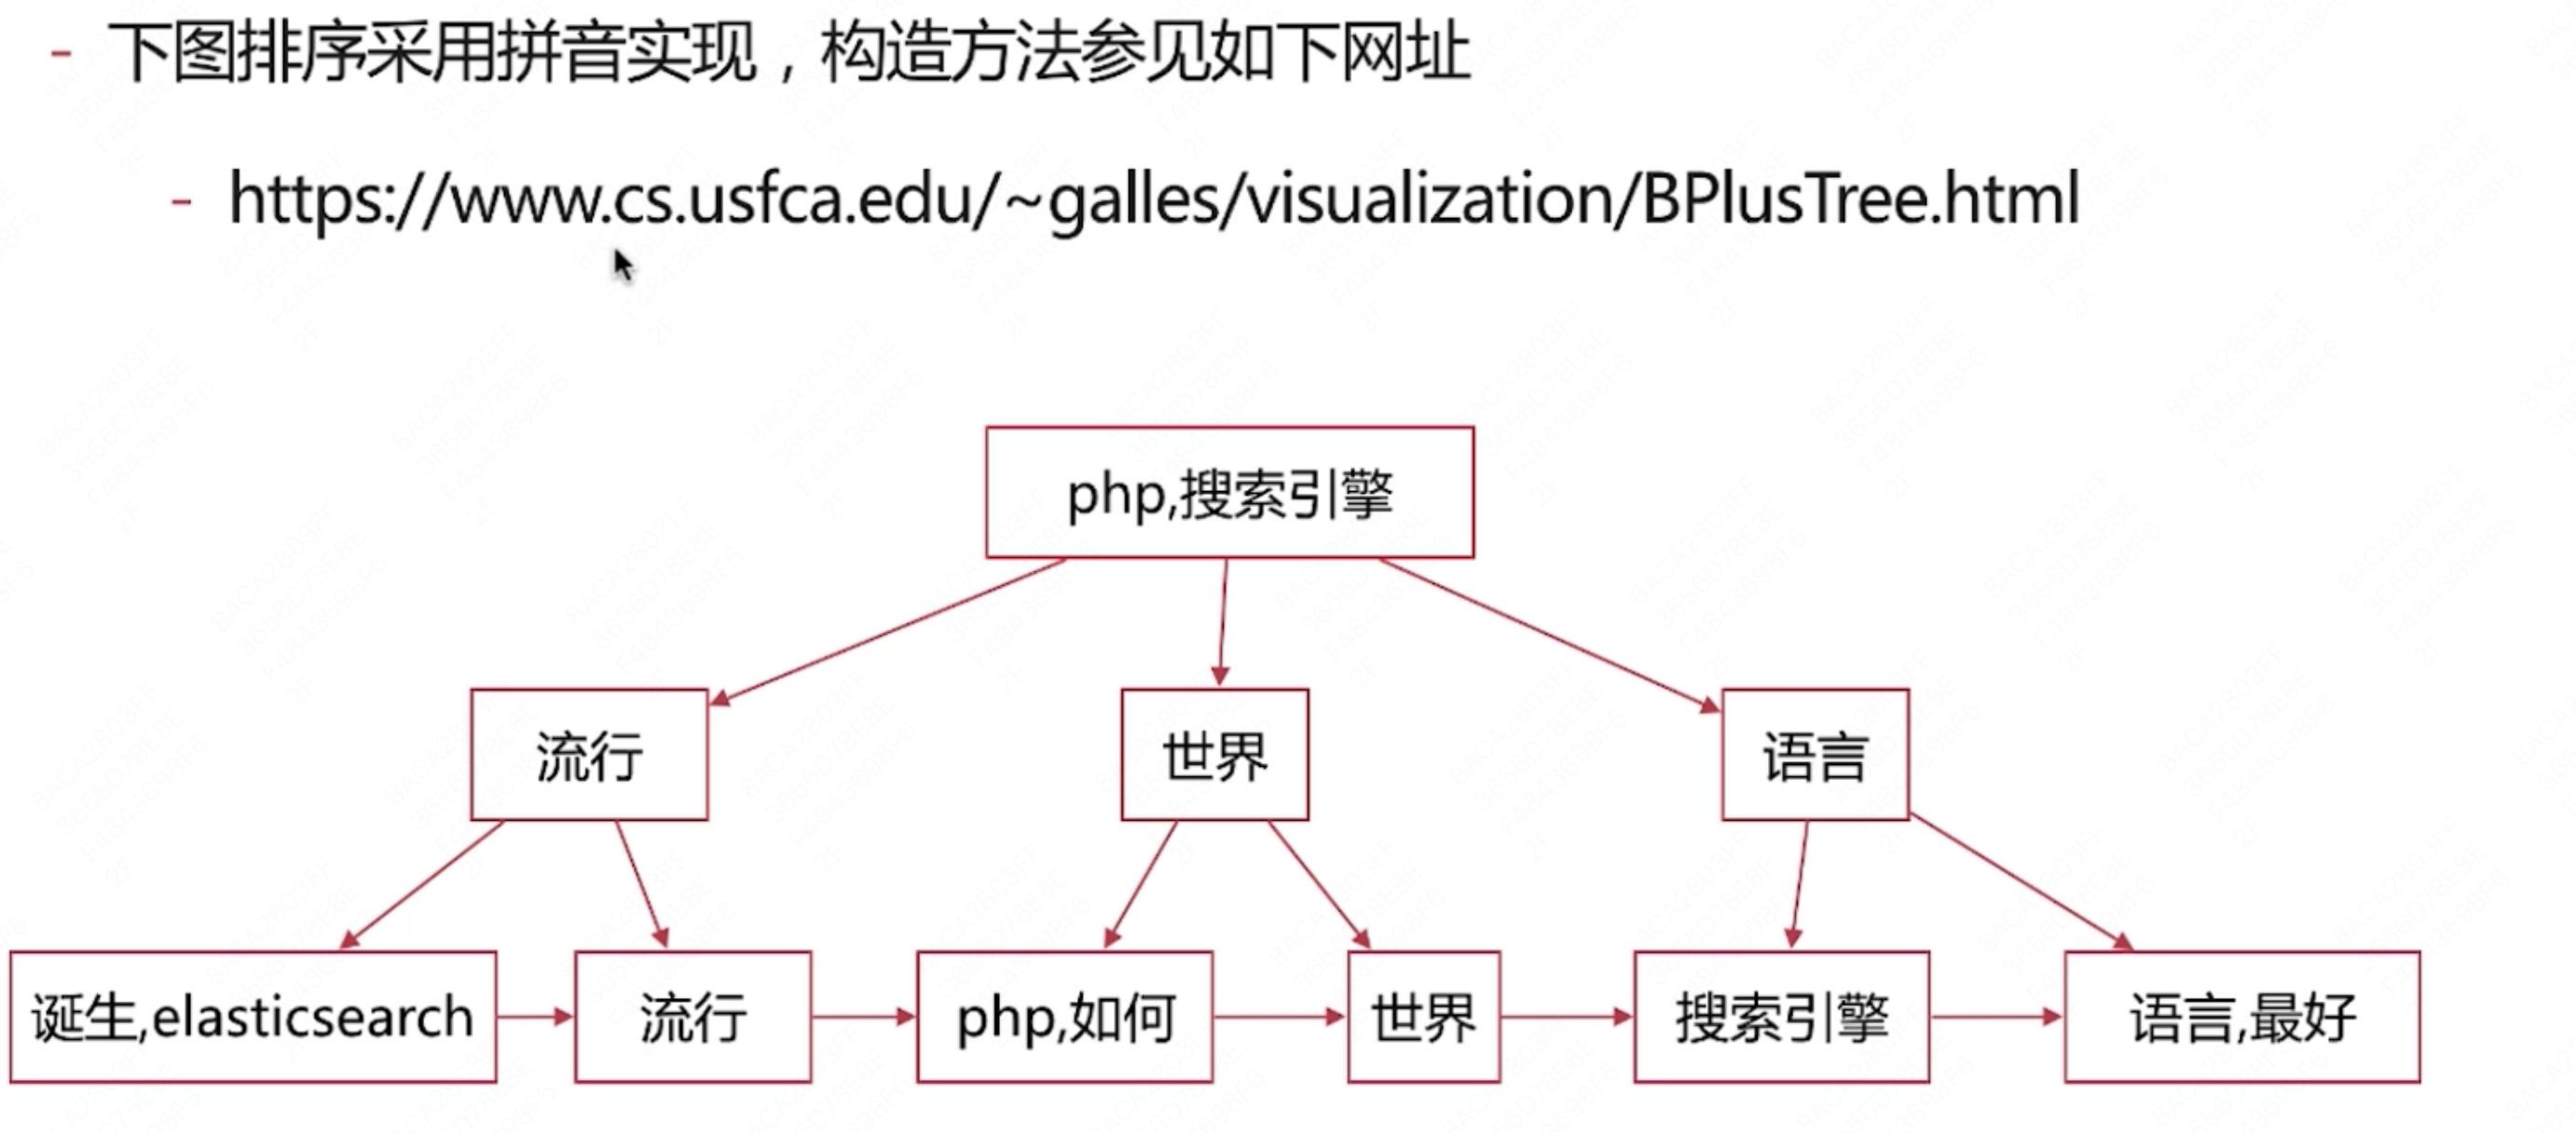 - 下图排序采用拼音实现，构造方法参见如下网址
- https://www.cs.usfca.edu/~galles/visualization/BPlusTree.html
php,搜索引擎
流行
世界
语言
诞生,elasticsearch
流行
php,如何
世界
搜索引擎
语言,最好